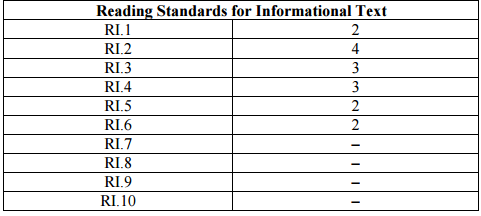 Reading Standards for Informational Text
RI.1 2
RI.2 4
RI.3 3
RI.4 3
RI.5 2
RI.6 2
RI.7 –
RI.8 –
RI.9 –
RI.10 –